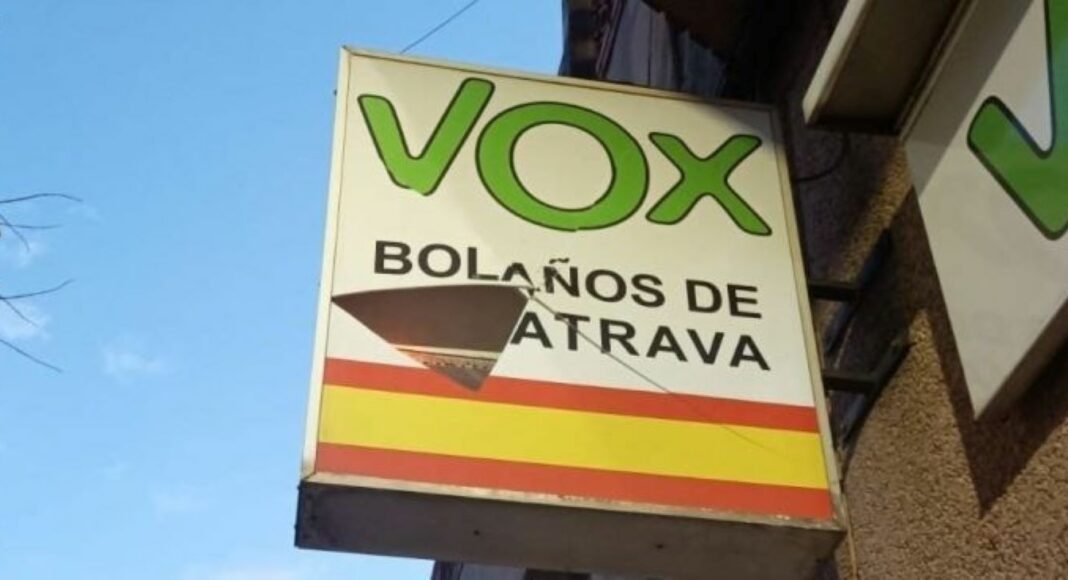 VOX
BOLAÑOS DE
ATRAVA
V